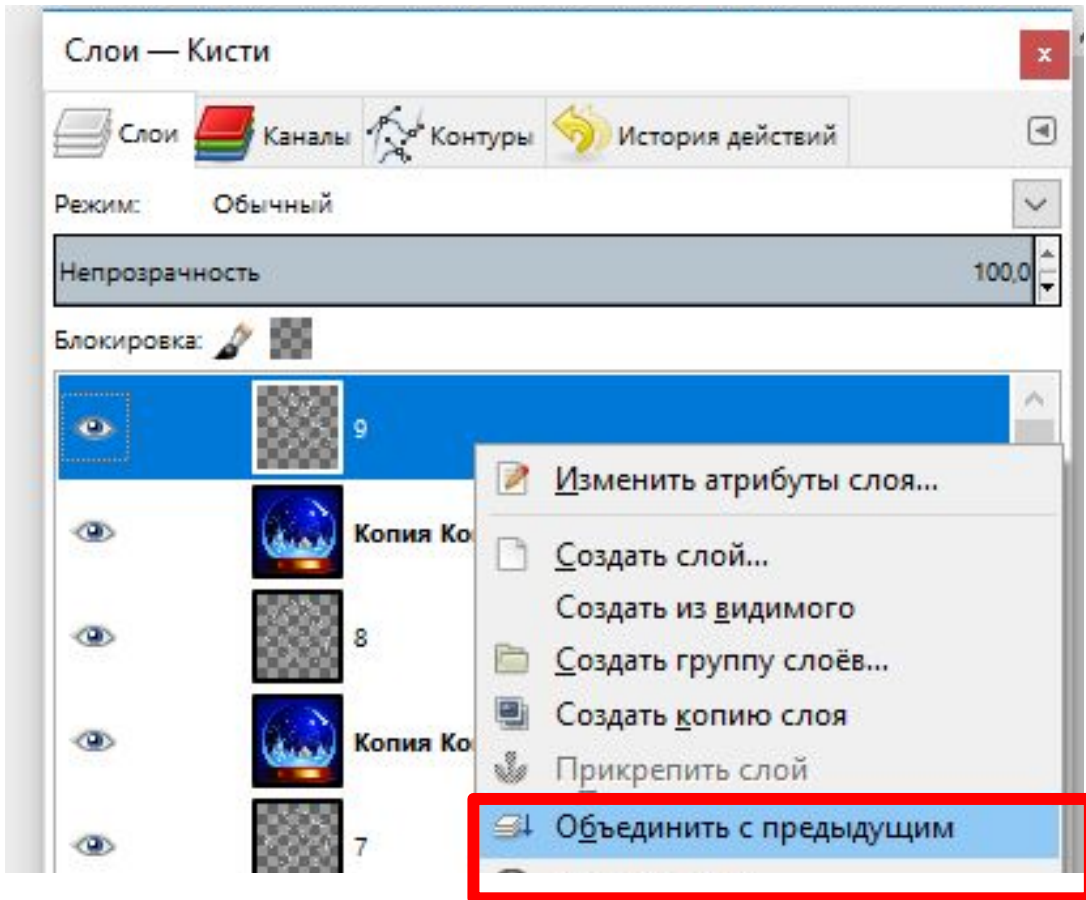 Слои — Кисти
x
Слои Каналы Контуры История действий
Режим: Обычный
Непрозрачность 100,0
Блокировка:
9
Изменить атрибуты слоя...
Копия Ко
Создать слой...
Создать из видимого
8
Создать группу слоёв...
Создать копию слоя
Копия Ко
Прикрепить слой
Объединить с предыдущим
7